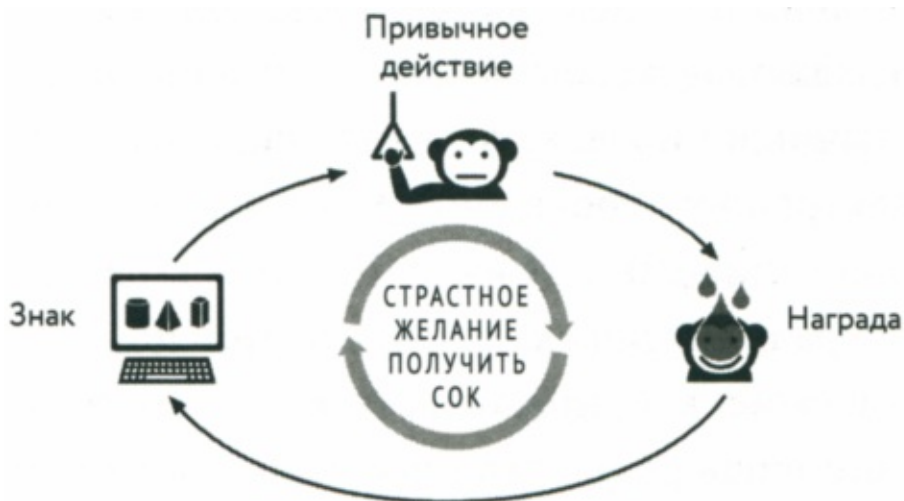 Привычное
действие
Знак
СТРАСТНОЕ
ЖЕЛАНИЕ
ПОЛУЧИТЬ
СОК
Награда